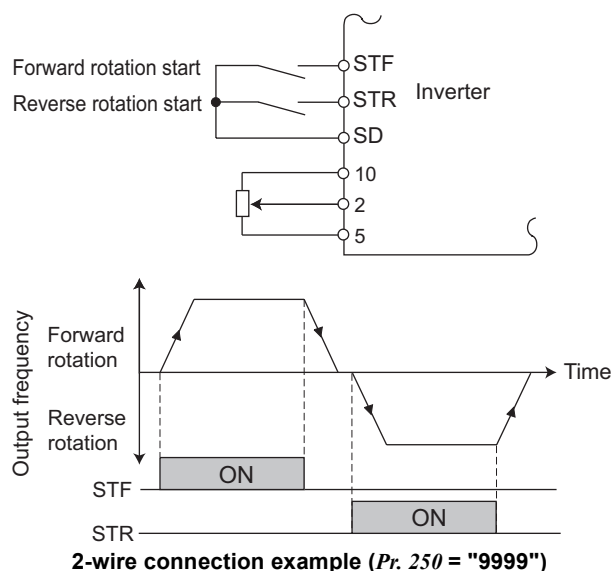 Forward rotation start
Reverse rotation start
STF
STR
SD
Inverter
10
2
5
Output frequency
Forward
rotation
Reverse
rotation
Time
STF
ON
STR
ON
2-wire connection example (Pr. 250 = "9999")